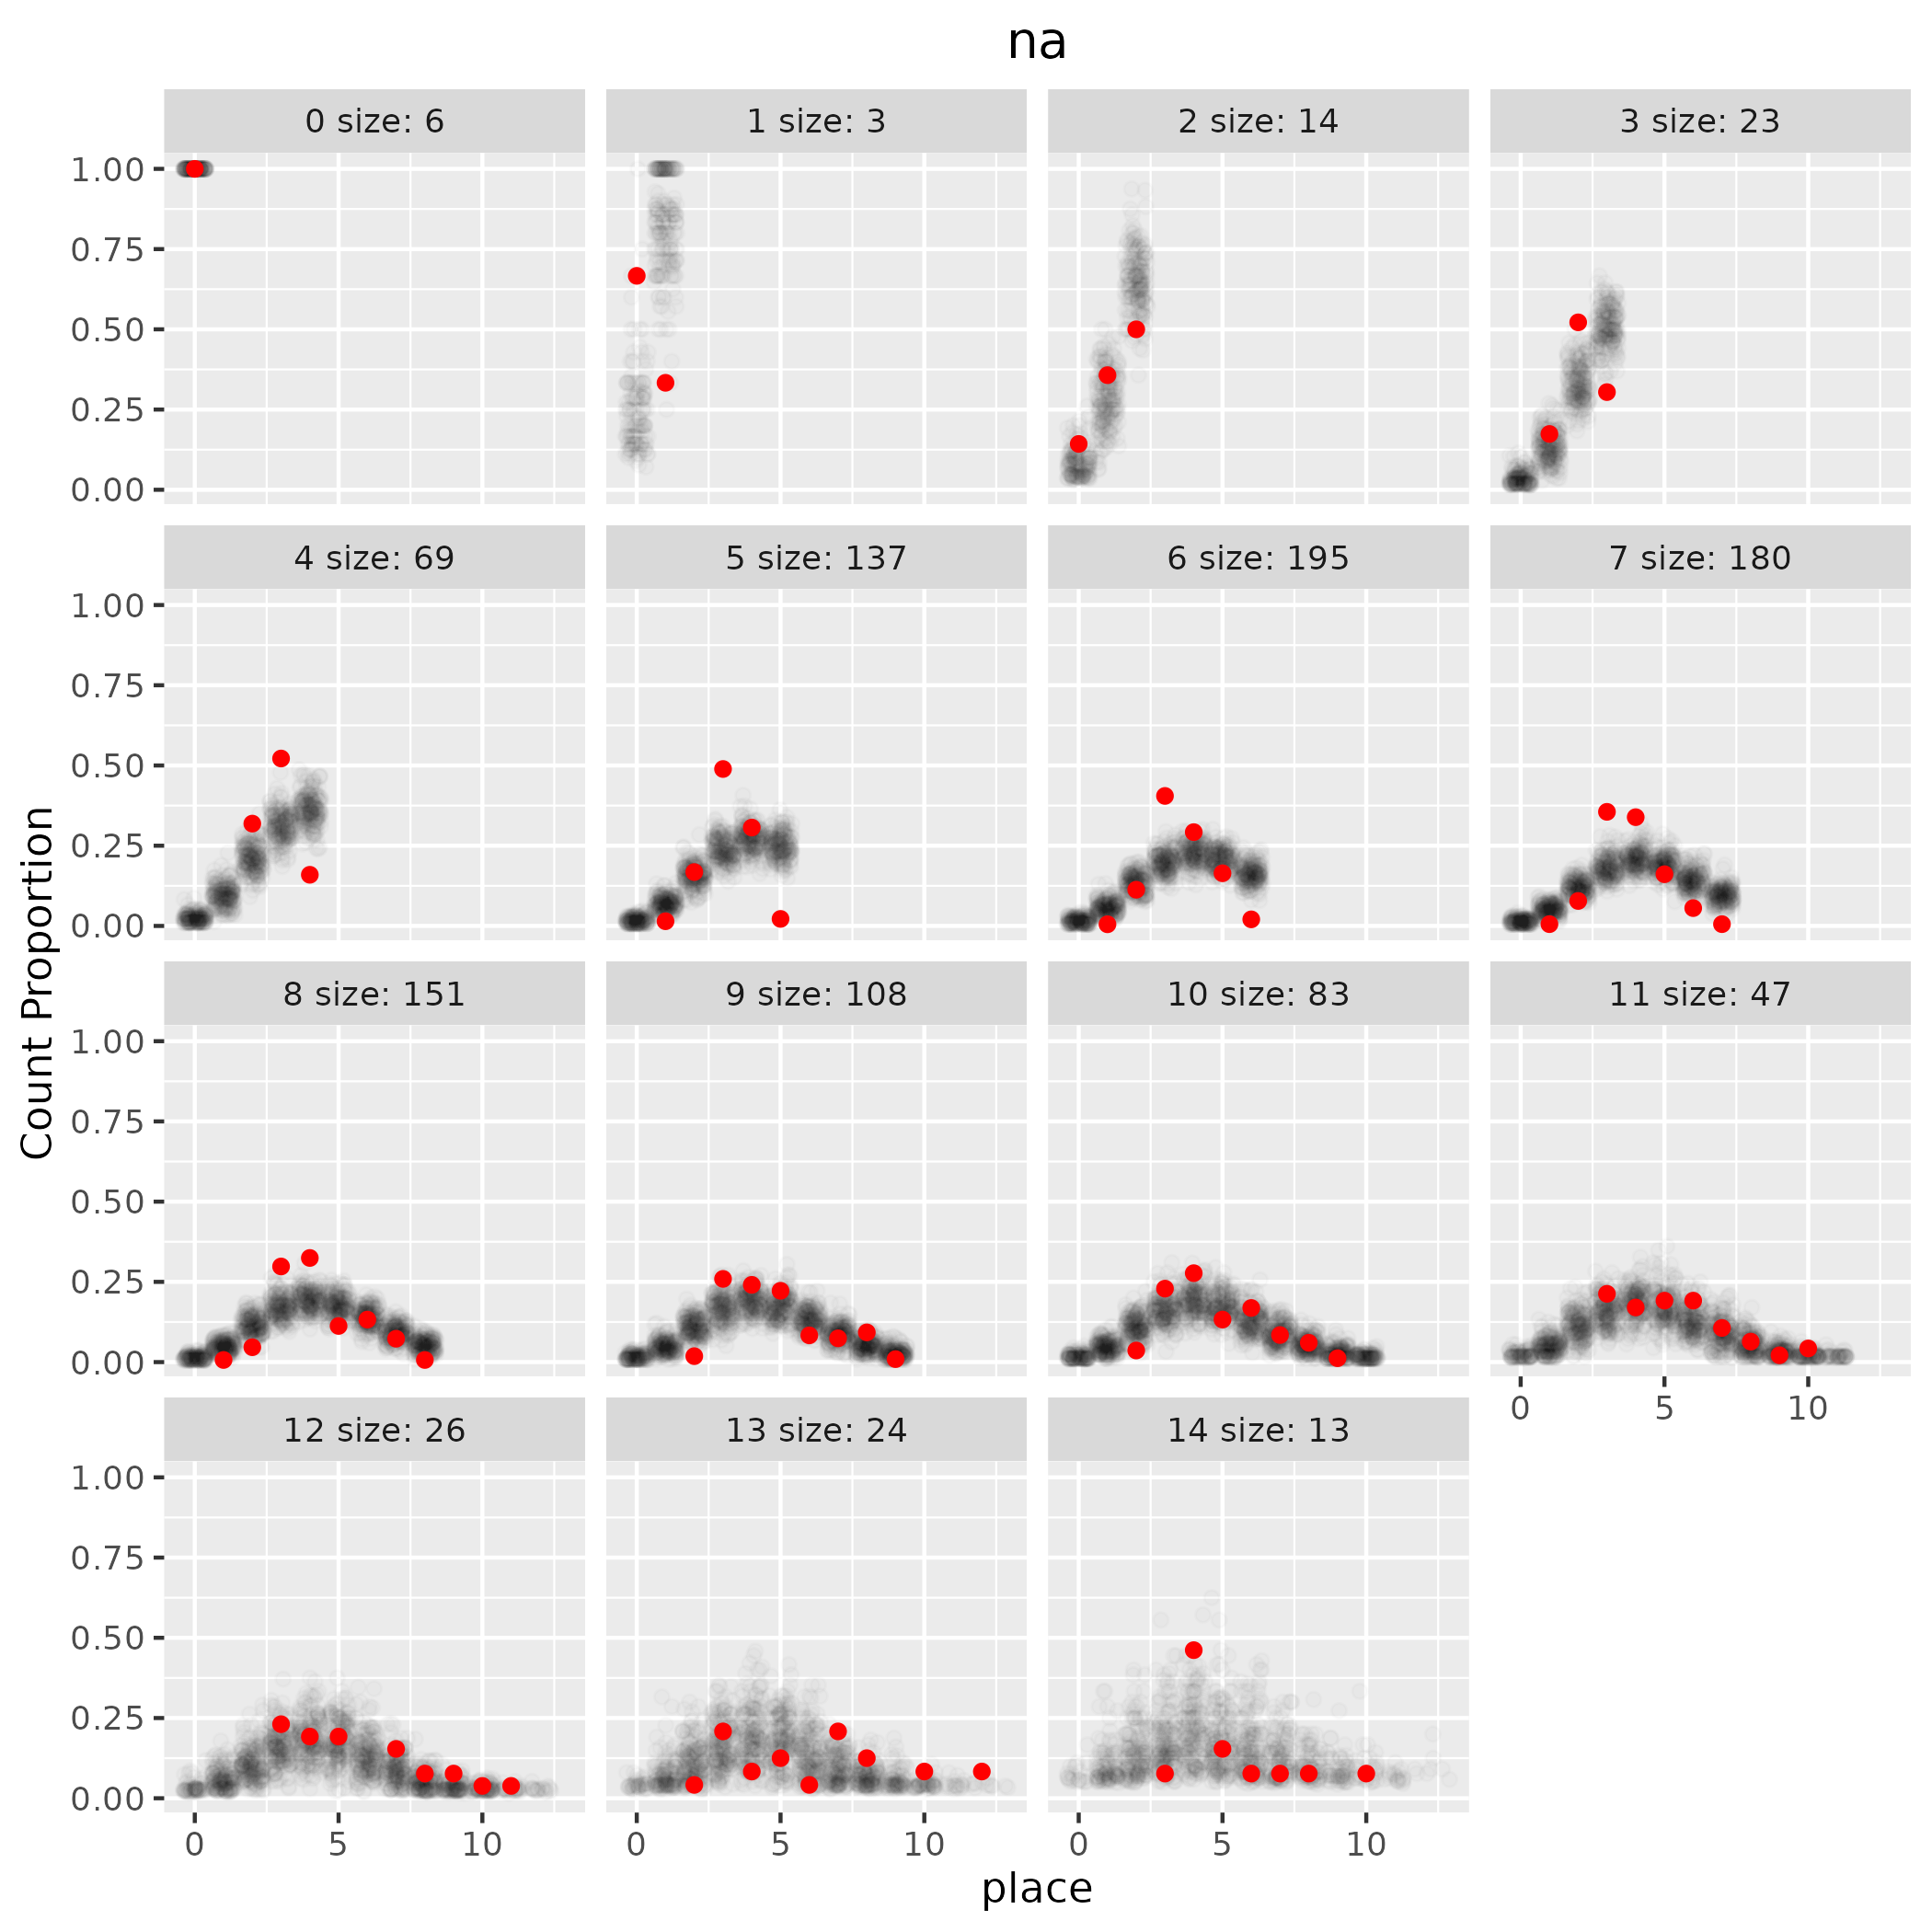 na
0 size: 6
1 size: 3
2 size: 14
3 size: 23
1.00
0.75
0.50
0.25
0.00
4 size: 69
5 size: 137
6 size: 195
7 size: 180
1.00
0.75
0.50
0.25
0.00
Count Proportion
8 size: 151
9 size: 108
10 size: 83
11 size: 47
1.00
0.75
0.50
0.25
0.00
0 5 10
12 size: 26
13 size: 24
14 size: 13
1.00
0.75
0.50
0.25
0.00
0 5 10
0 5 10
0 5 10
place